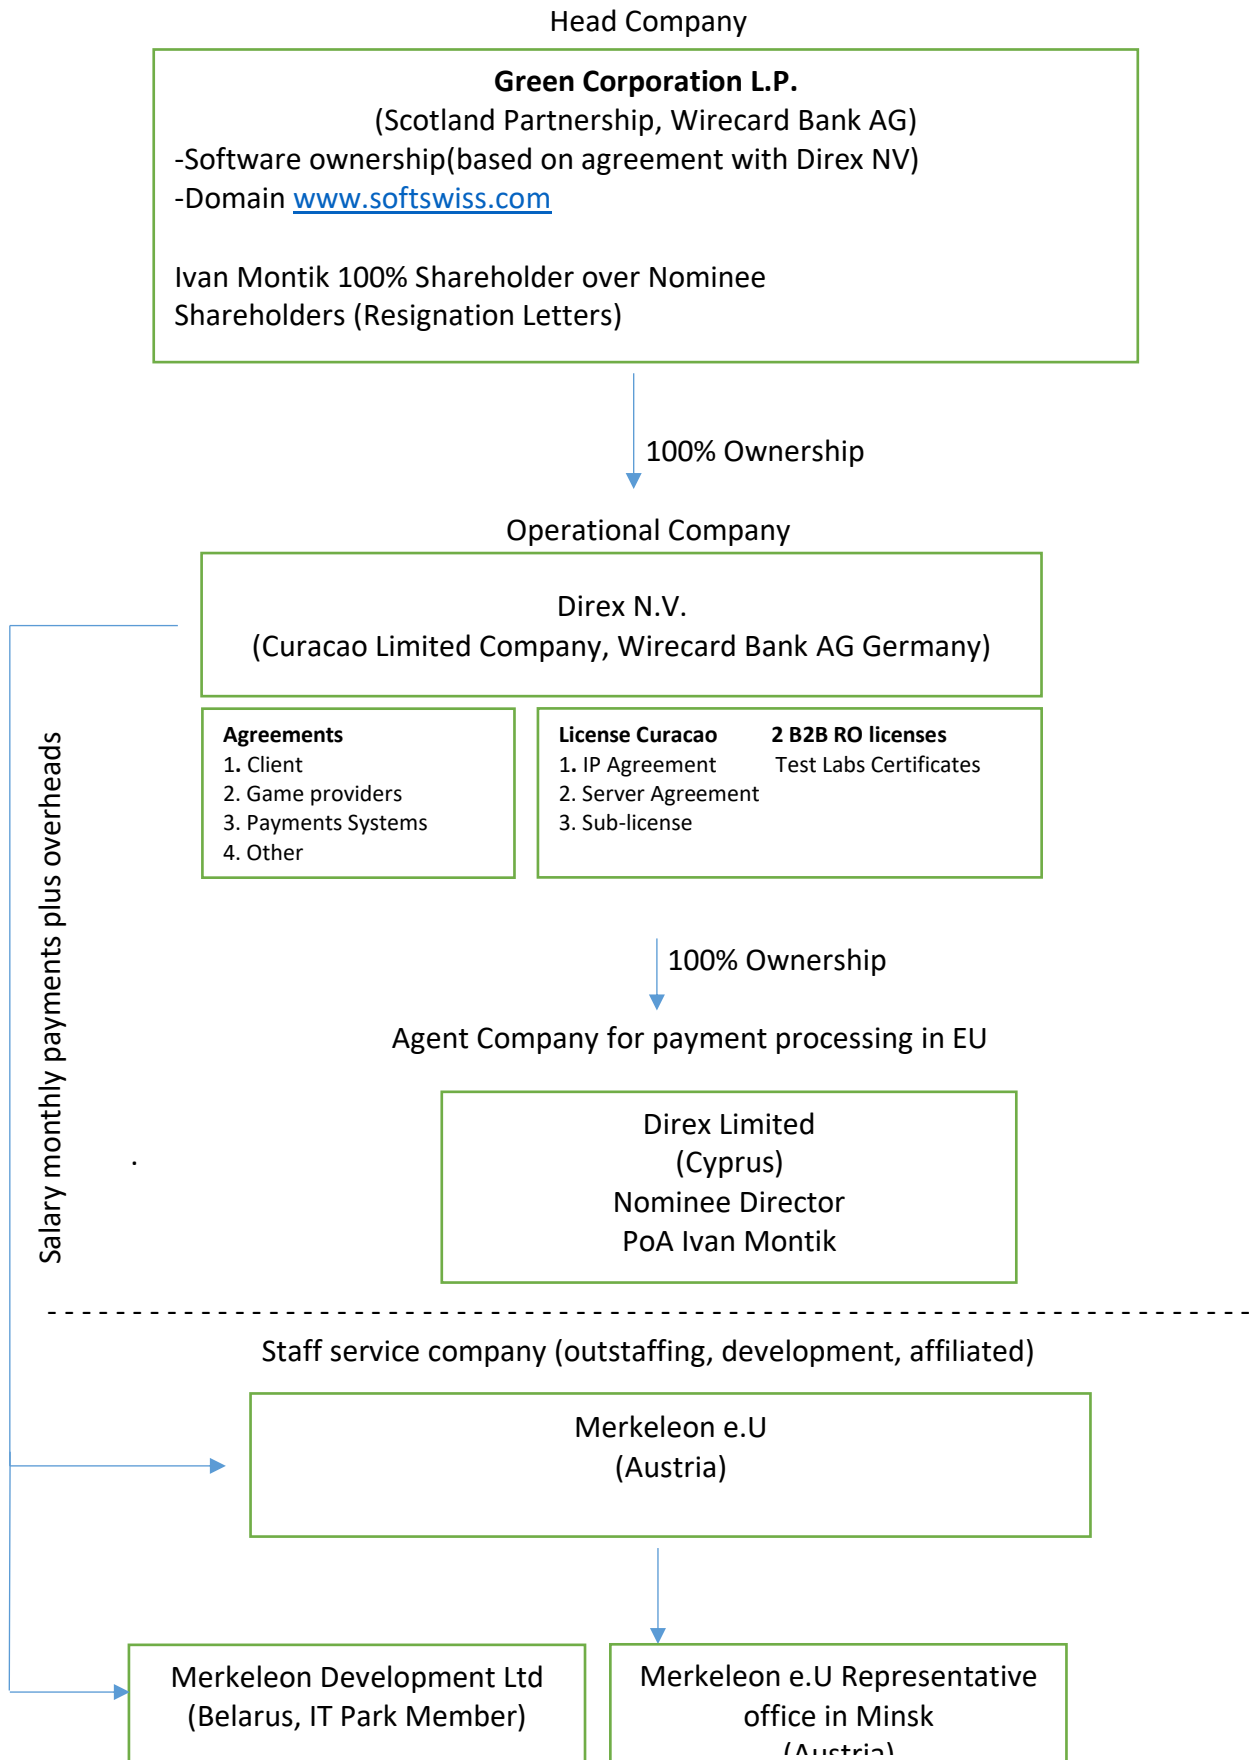 Head Company
Green Corporation L.P.
(Scotland Partnership, Wirecard Bank AG)
-Software ownership(based on agreement with Direx NV)
-Domain www.softswiss.com
Ivan Montik 100% Shareholder over Nominee
Shareholders (Resignation Letters)
100% Ownership
Operational Company
Direx N.V.
(Curacao Limited Company, Wirecard Bank AG Germany)
Agreements
1. Client
2. Game providers
3. Payments Systems
4. Other
License Curacao 2 B2B RO licenses
1. IP Agreement Test Labs Certificates
2. Server Agreement
3. Sub-license
Salary monthly payments plus overheads
100% Ownership
Agent Company for payment processing in EU
Direx Limited
(Cyprus)
Nominee Director
PoA Ivan Montik
.
Staff service company (outstaffing, development, affiliated)
Merkeleon e.U
(Austria)
Merkeleon Development Ltd
(Belarus, IT Park Member)
Merkeleon e.U Representative
office in Minsk
(Austria)